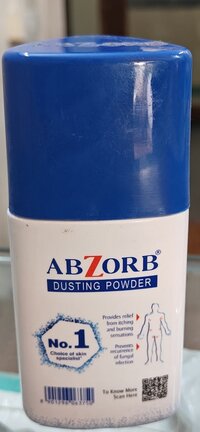 ABZORB®
DUSTING POWDER
Provides relief
from itching and
burning
sensations
No.1
Choice of skin
specialist*
Prevents
recurrence
of fungal
infection
To Know More
Scan Here